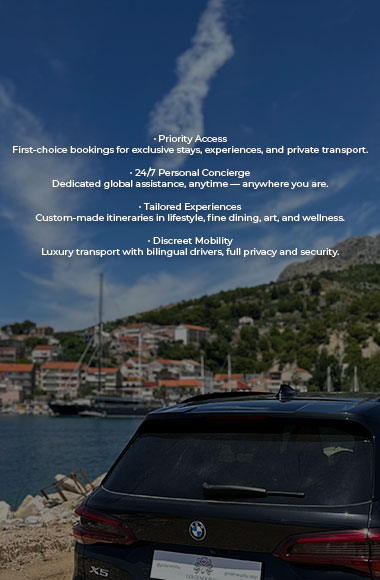 • Priority Access
First-choice bookings for exclusive stays, experiences, and private transport.
• 24/7 Personal Concierge
Dedicated global assistance, anytime — anywhere you are.
• Tailored Experiences
Custom-made itineraries in lifestyle, fine dining, art, and wellness.
• Discreet Mobility
Luxury transport with bilingual drivers, full privacy and security.
X5